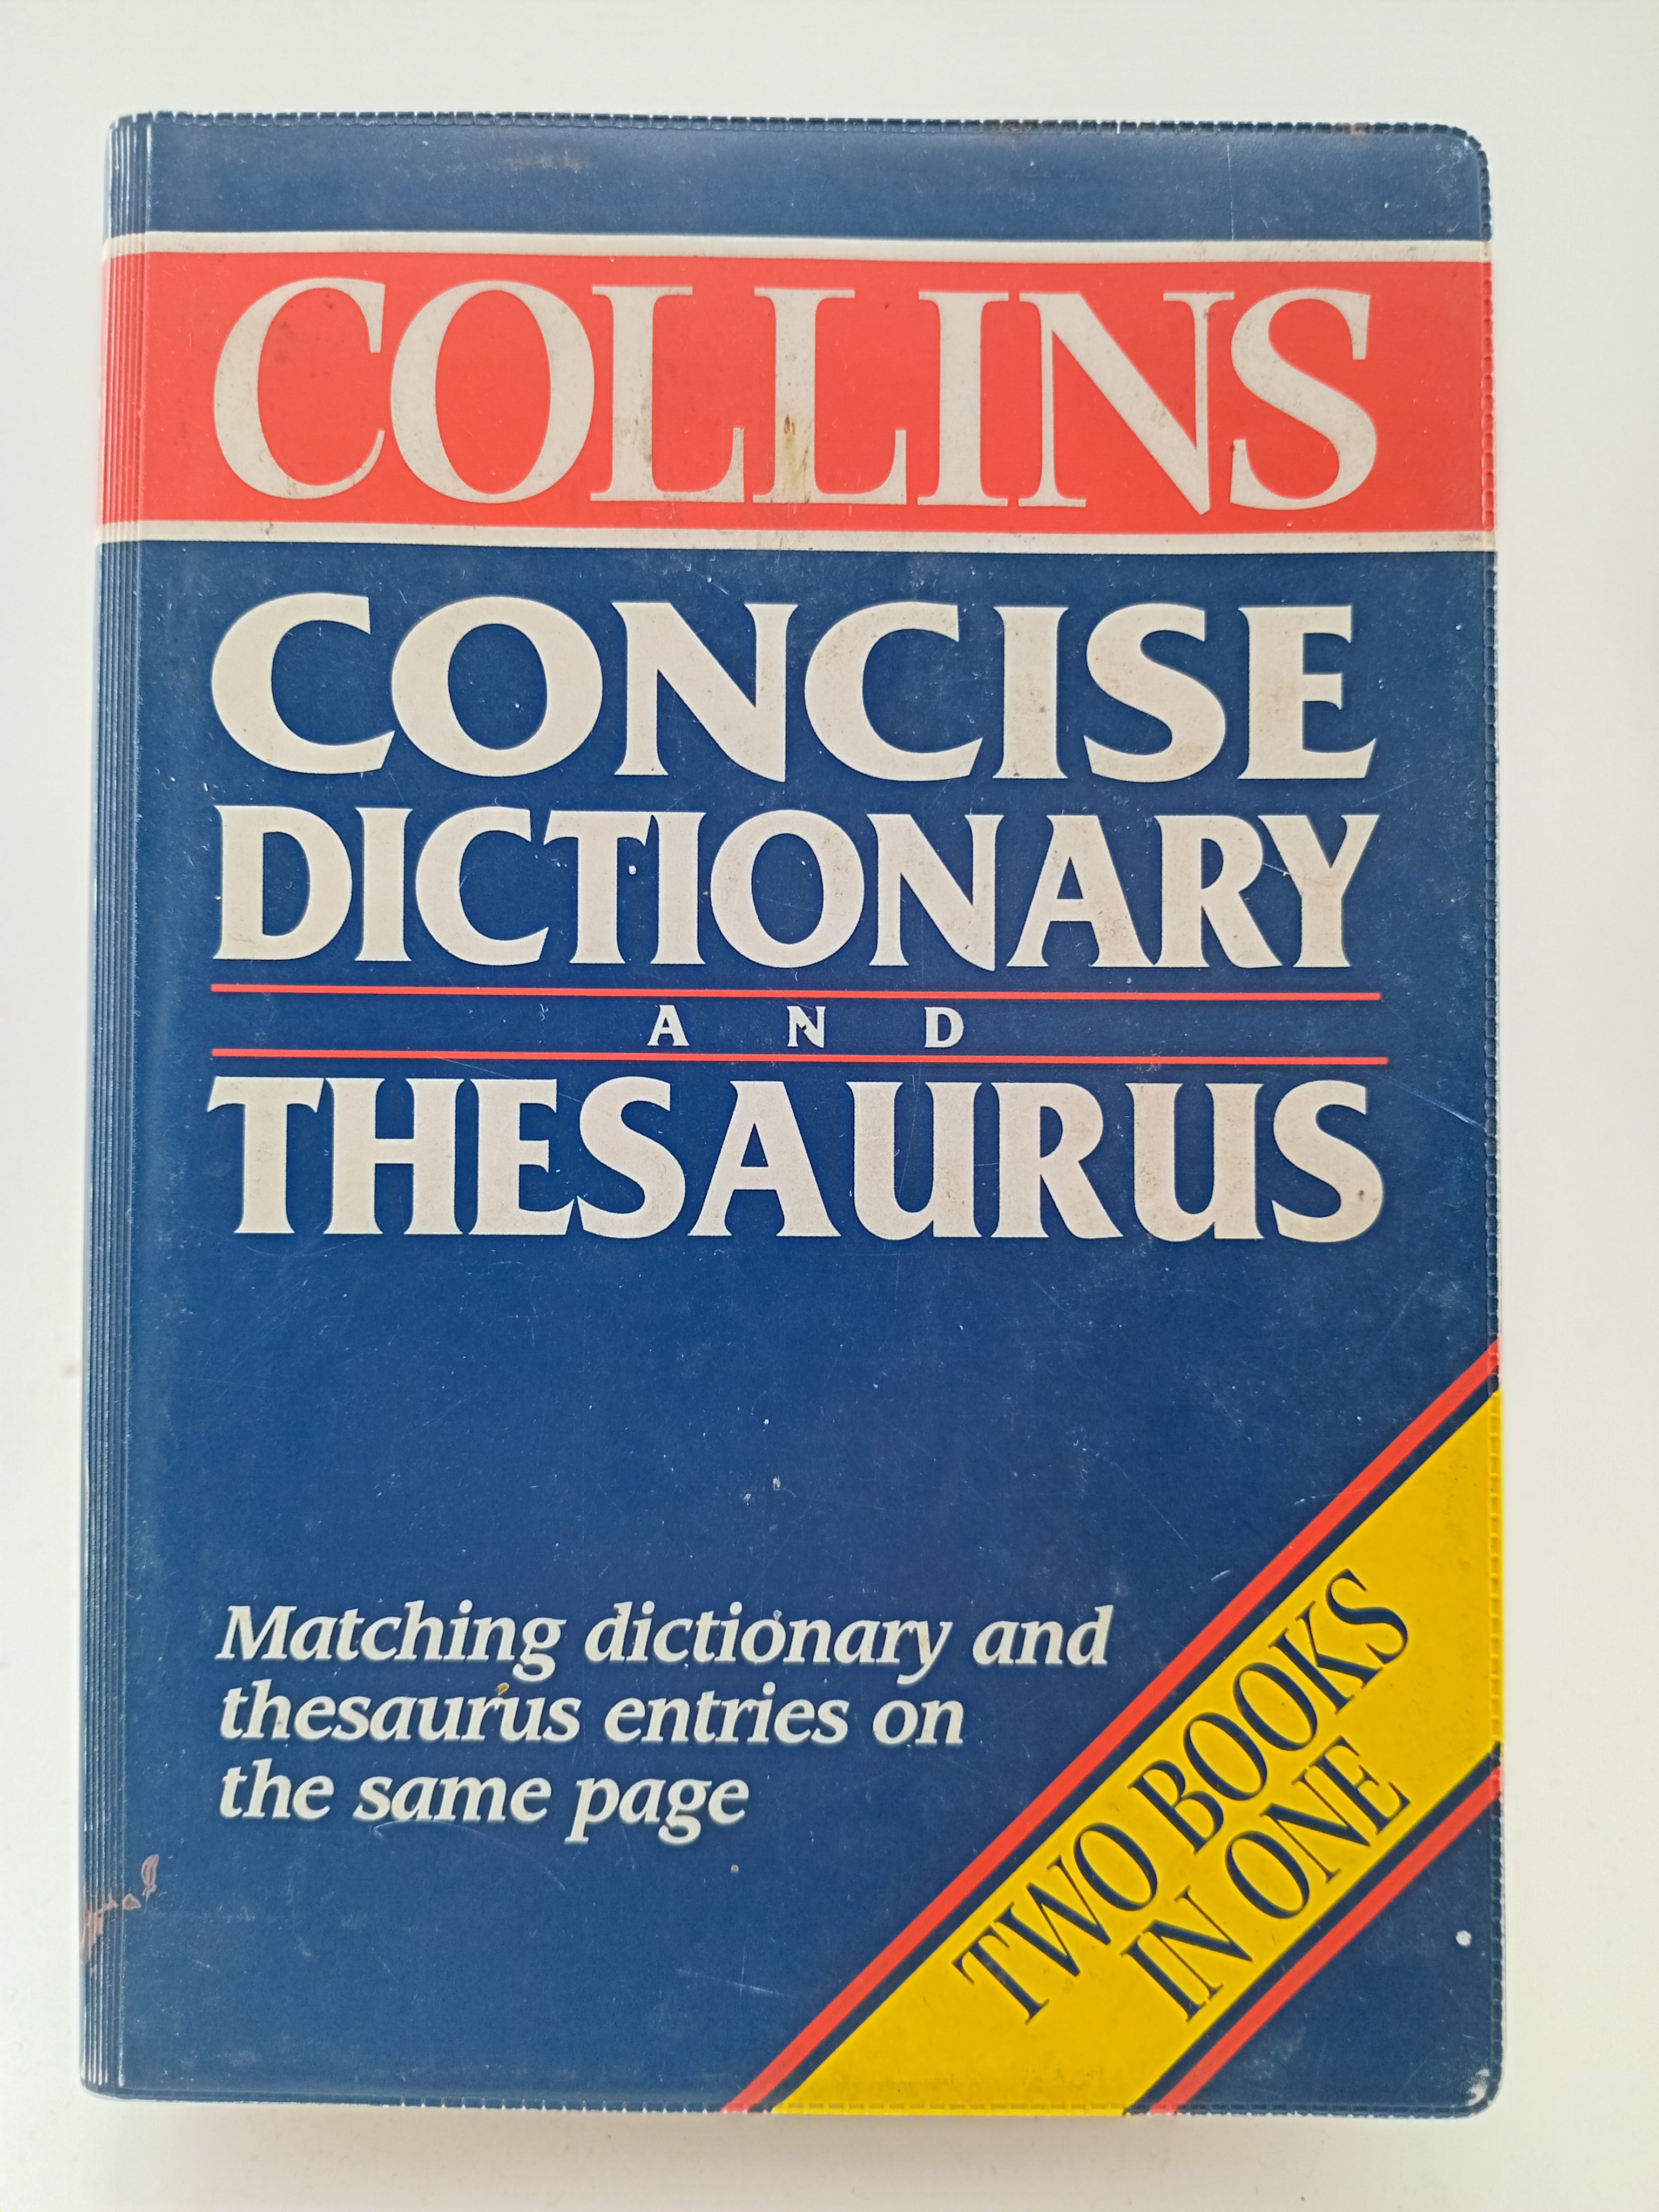 COLLINS
CONCISE
DICTIONARY
AND
THESAURUS
Matching dictionary and
thesaurus entries on
the same page
TWO BOOKS
IN ONE